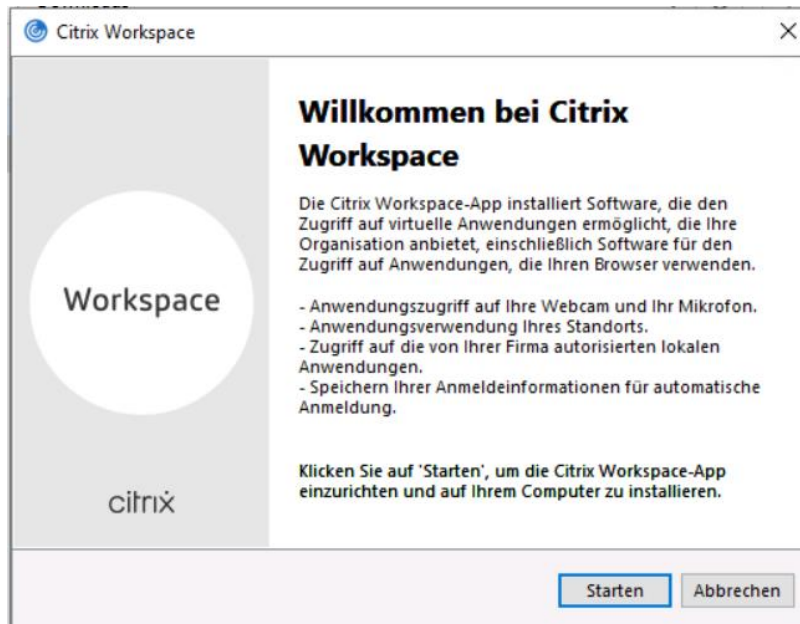 Citrix Workspace
Willkommen bei Citrix
Workspace
Die Citrix Workspace-App installiert Software, die den
Zugriff auf virtuelle Anwendungen ermöglicht, die Ihre
Organisation anbietet, einschließlich Software für den
Zugriff auf Anwendungen, die Ihren Browser verwenden.
- Anwendungszugriff auf Ihre Webcam und Ihr Mikrofon.
- Anwendungsverwendung Ihres Standorts.
- Zugriff auf die von Ihrer Firma autorisierten lokalen
Anwendungen.
- Speichern Ihrer Anmeldeinformationen für automatische
Anmeldung.
Klicken Sie auf 'Starten', um die Citrix Workspace-App
einzurichten und auf Ihrem Computer zu installieren.
Workspace
citrix
Starten Abbrechen